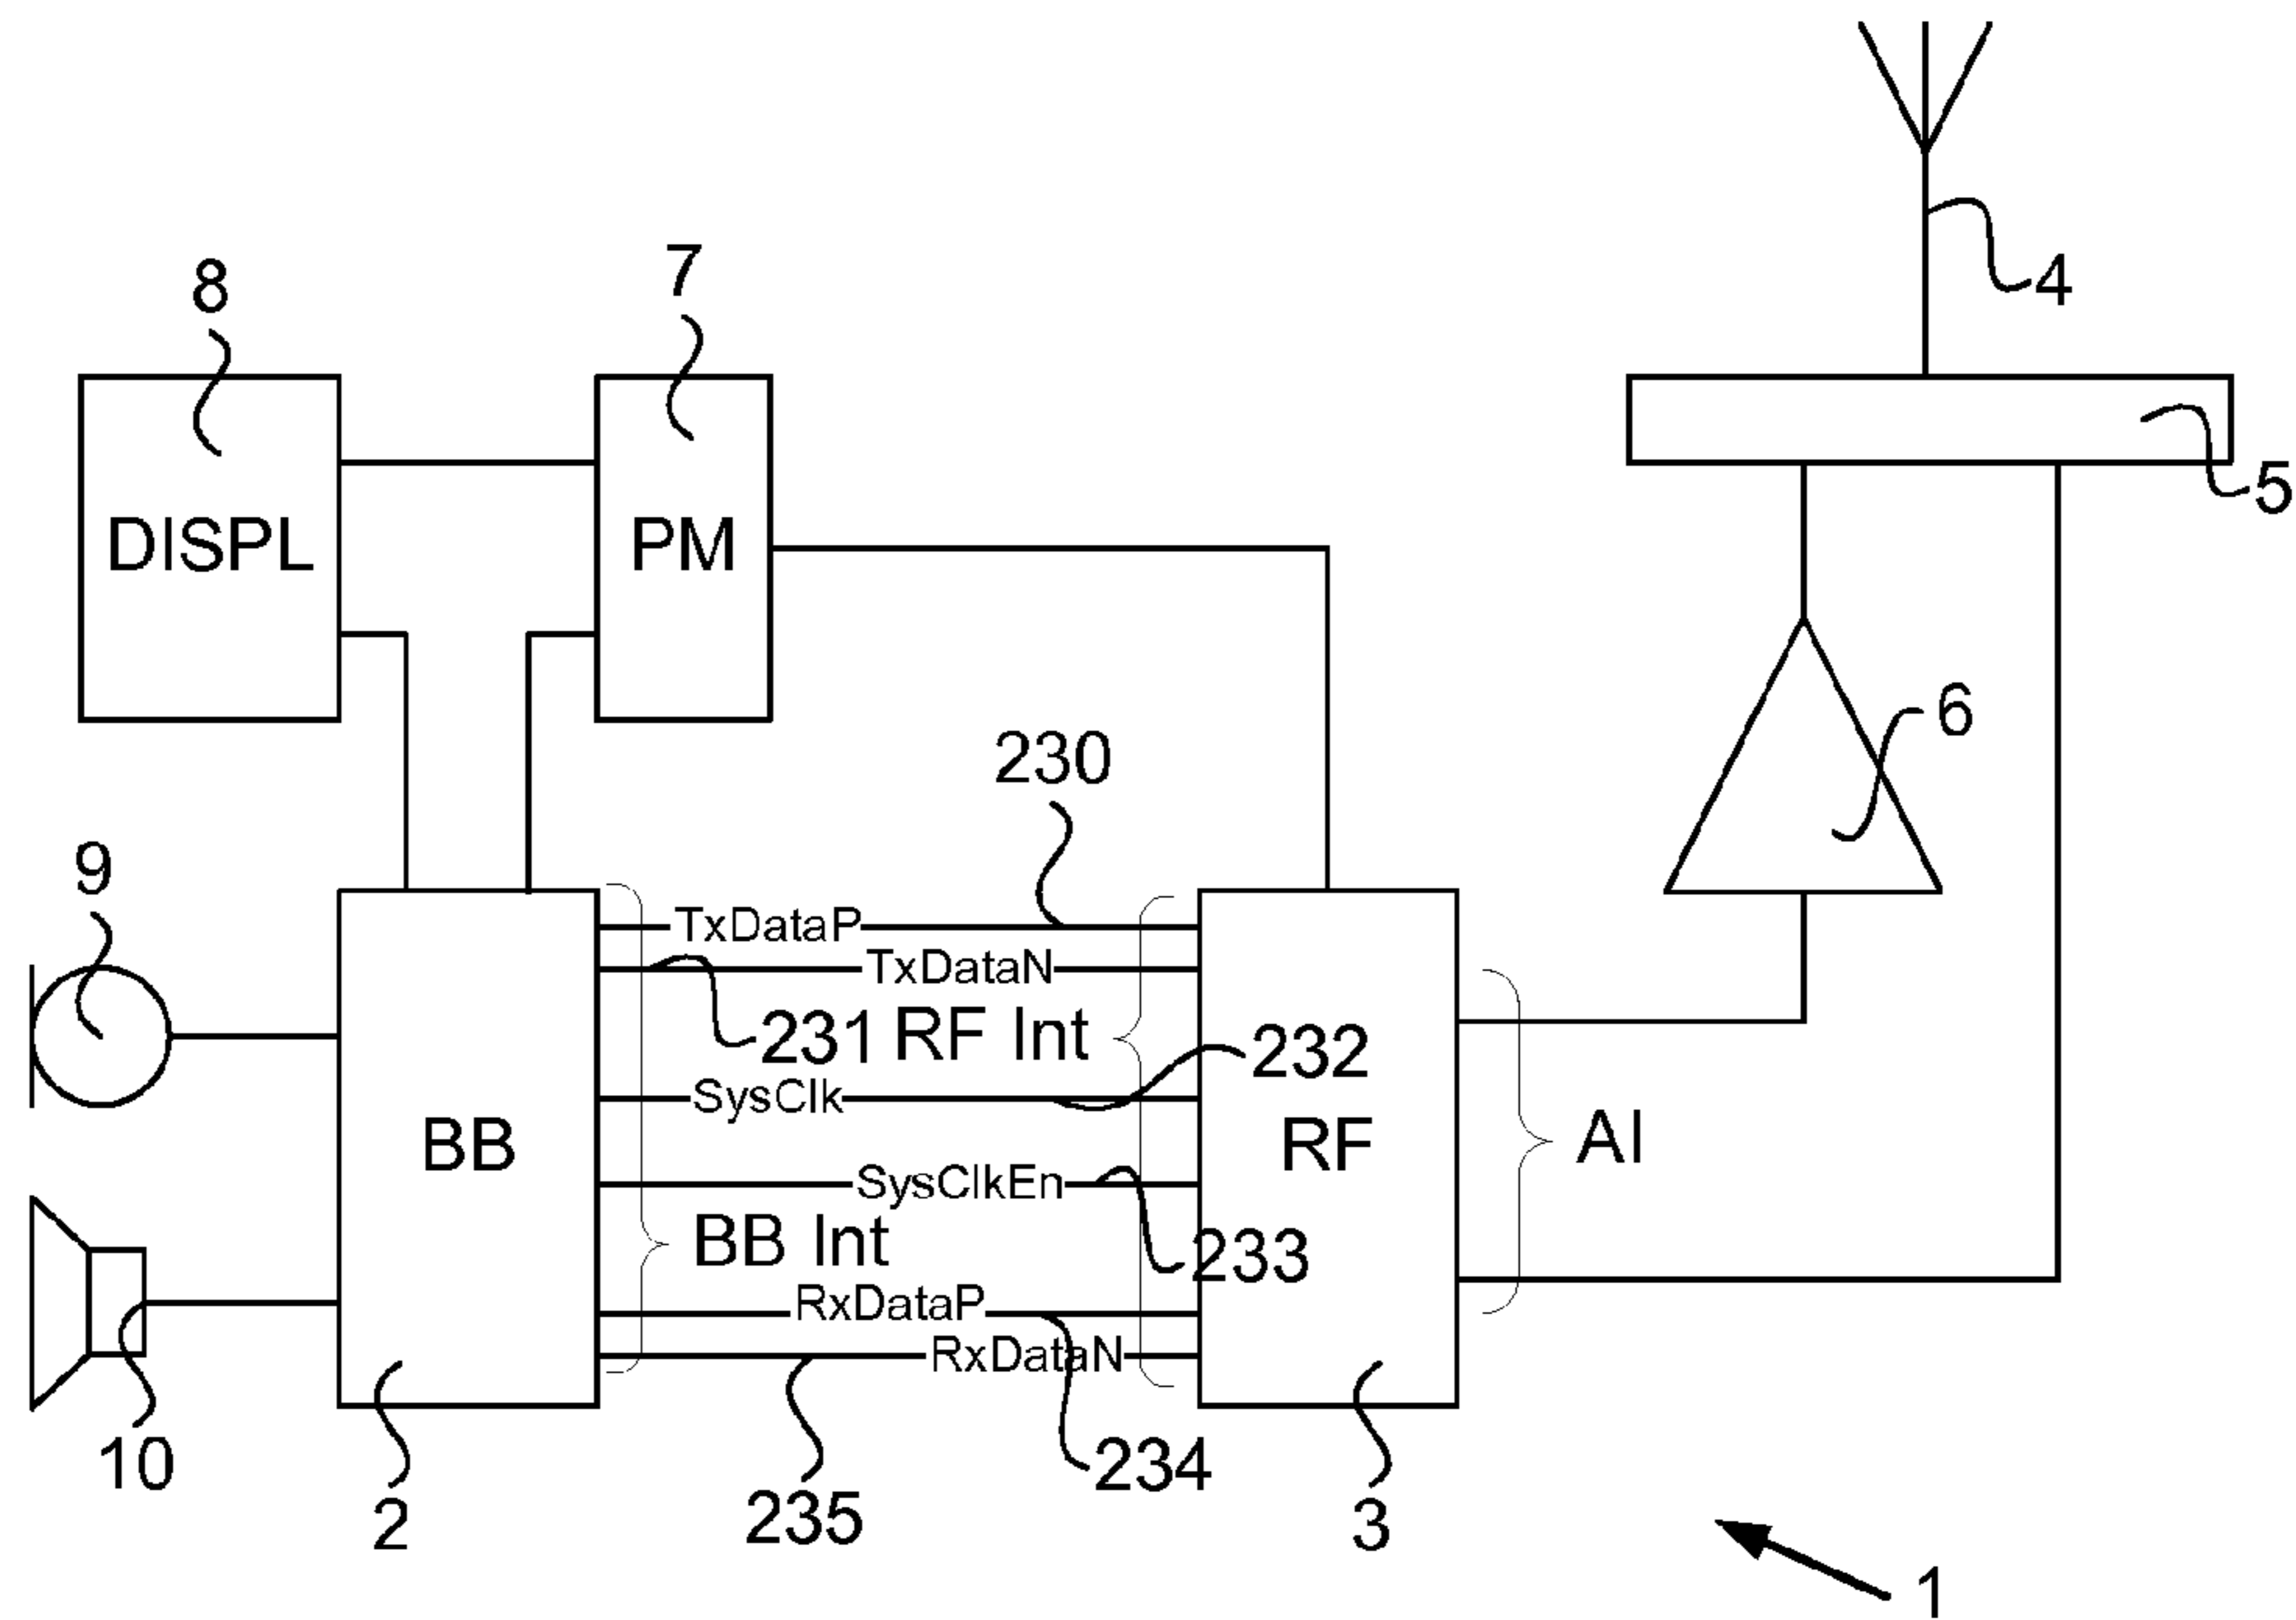 4
7
8
5
DISPL
PM
6
230
9
TxDataP
TxDataN
231
RF Int
232
SysClk
BB
RF
AI
SysClkEn
BB Int
233
RxDataP
RxDataN
10
234
2
235
3
1